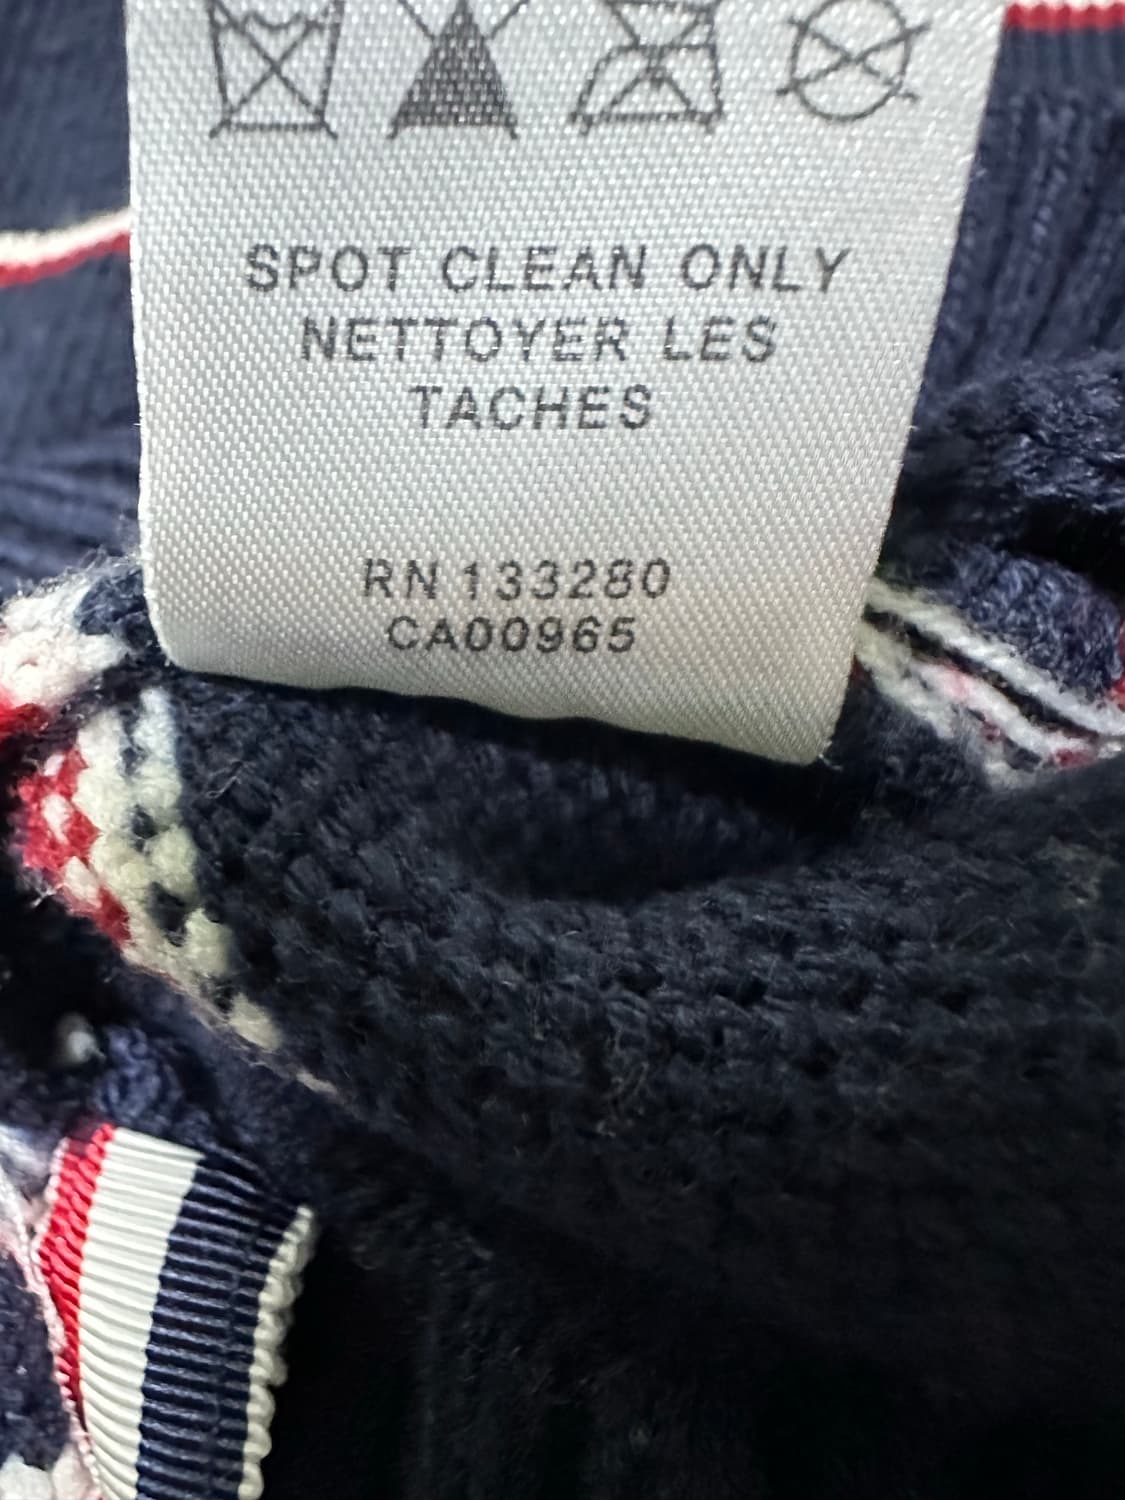 SPOT CLEAN ONLY
NETTOYER LES
TACHES
RN 133280
CA00965